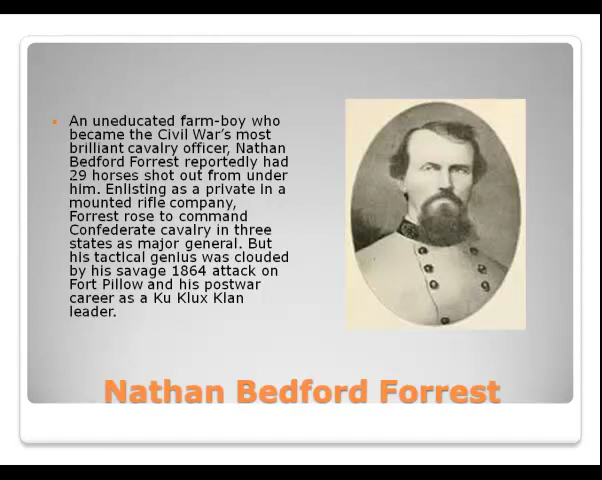 An uneducated farm-boy who
became the Civil War's most
brilliant cavalry officer, Nathan
Bedford Forrest reportedly had
29 horses shot out from under
him. Enlisting as a private in a
mounted rifle company,
Forrest rose to command
Confederate cavalry in three
states as major general. But
his tactical genius was clouded
by his savage 1864 attack on
Fort Pillow and his postwar
career as a Ku Klux Klan
leader.
Nathan Bedford Forrest